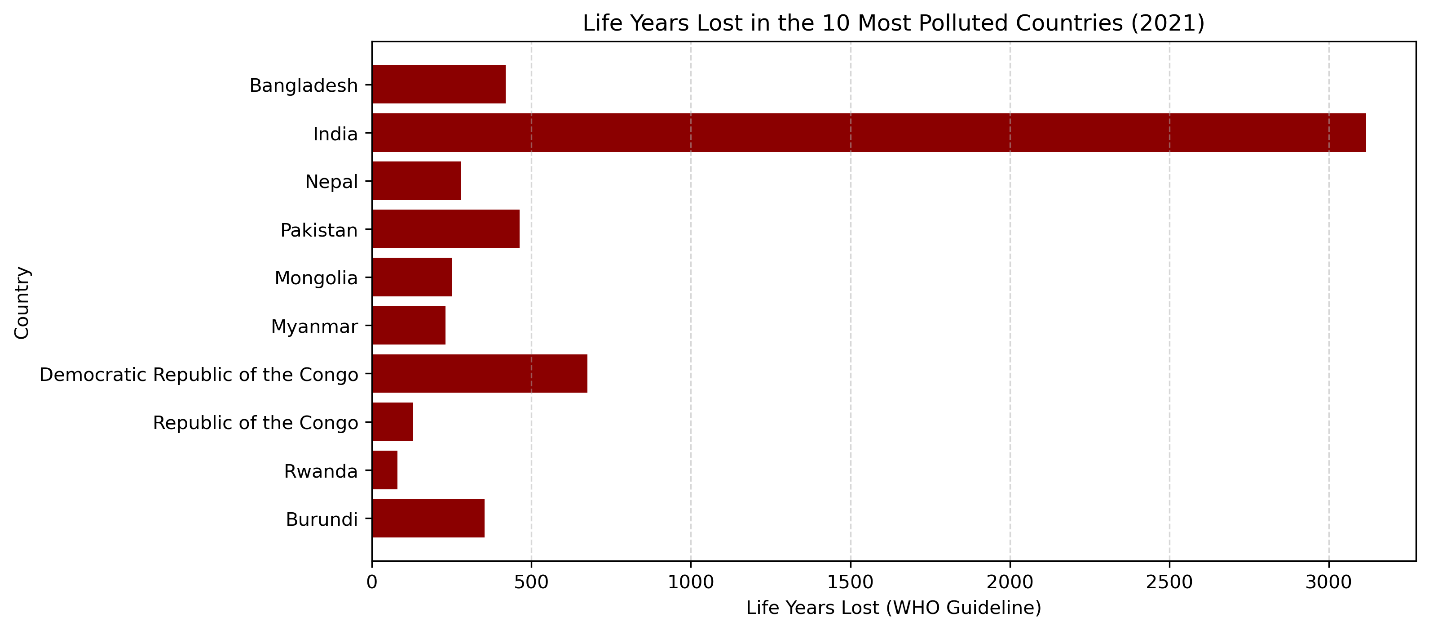 Life Years Lost in the 10 Most Polluted Countries (2021)
Country
Bangladesh
India
Nepal
Pakistan
Mongolia
Myanmar
Democratic Republic of the Congo
Republic of the Congo
Rwanda
Burundi
0 500 1000 1500 2000 2500 3000
Life Years Lost (WHO Guideline)